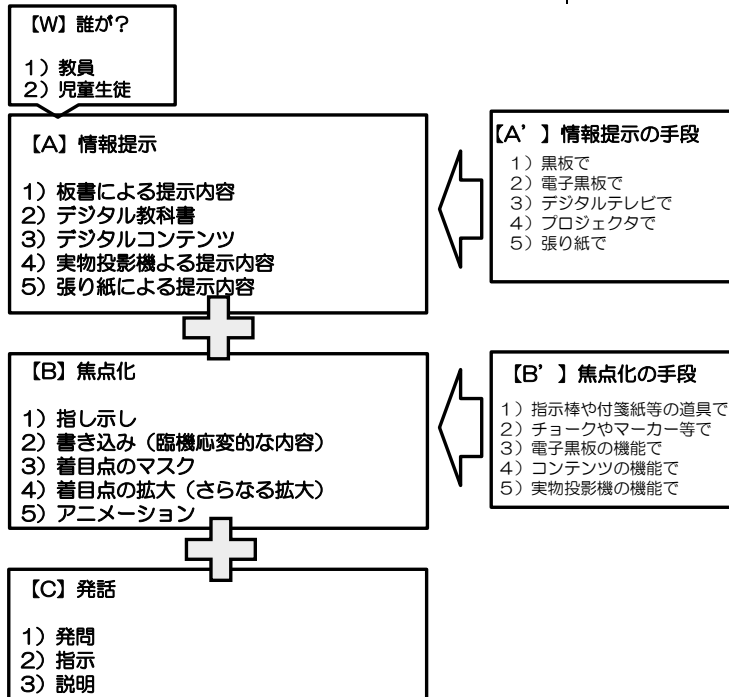 【W】誰が？
1）教員
2）児童生徒
【A】情報提示
1）板書による提示内容
2）デジタル教科書
3）デジタルコンテンツ
4）実物投影機よる提示内容
5）張り紙による提示内容
【A’】情報提示の手段
1）黒板で
2）電子黒板で
3）デジタルテレビで
4）プロジェクタで
5）張り紙で
【B】焦点化
1）指し示し
2）書き込み（臨機応変的な内容）
3）着目点のマスク
4）着目点の拡大（さらなる拡大）
5）アニメーション
【B’】焦点化の手段
1）指示棒や付箋紙等の道具で
2）チョークやマーカー等で
3）電子黒板の機能で
4）コンテンツの機能で
5）実物投影機の機能で
【C】発話
1）発問
2）指示
3）説明